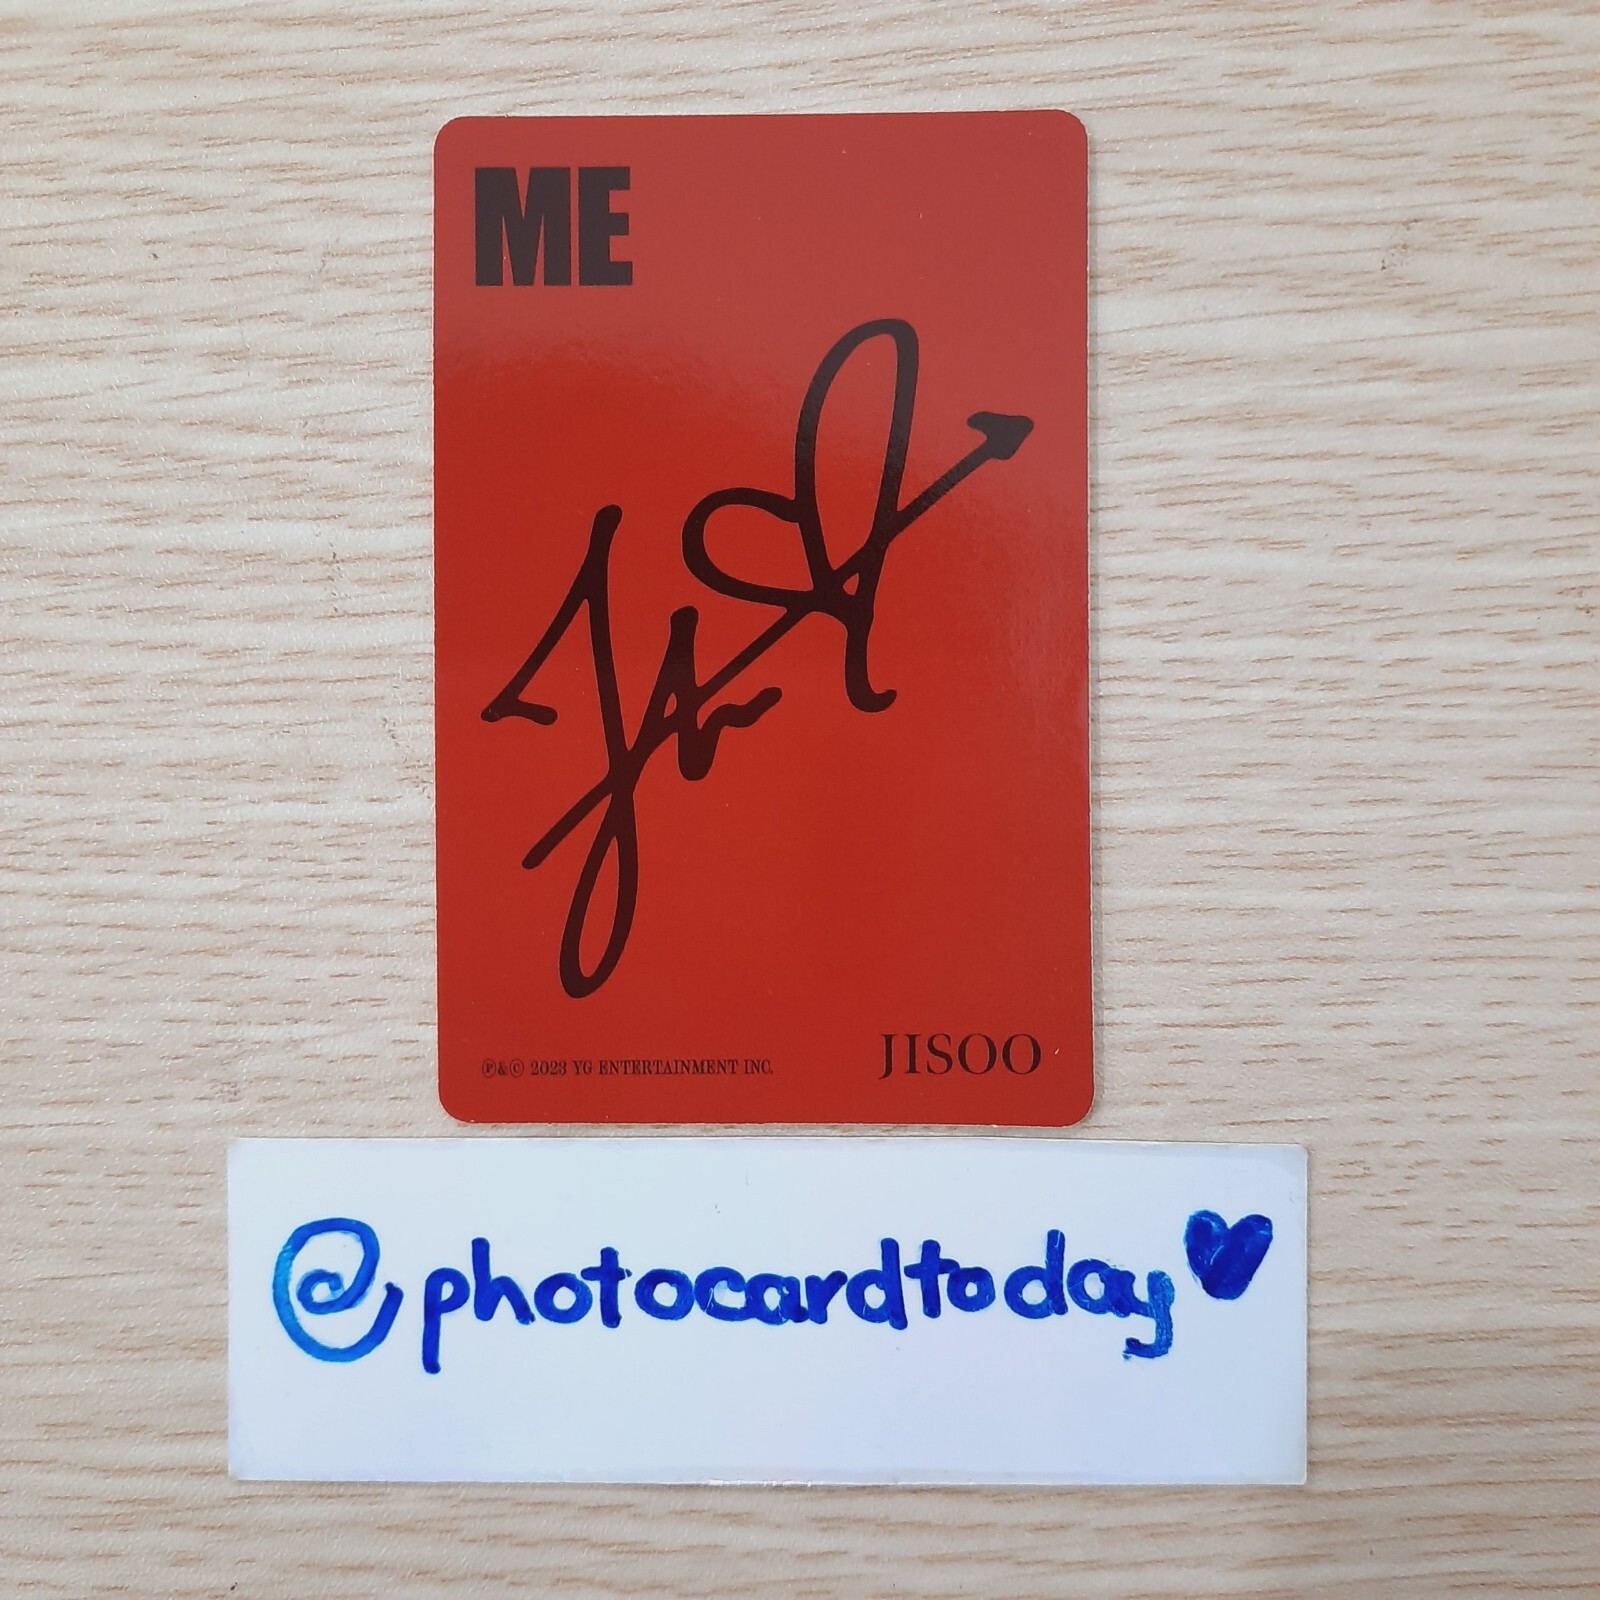 ME
℗&© 2023 YG ENTERTAINMENT INC.
JISOO
@photocardtoday